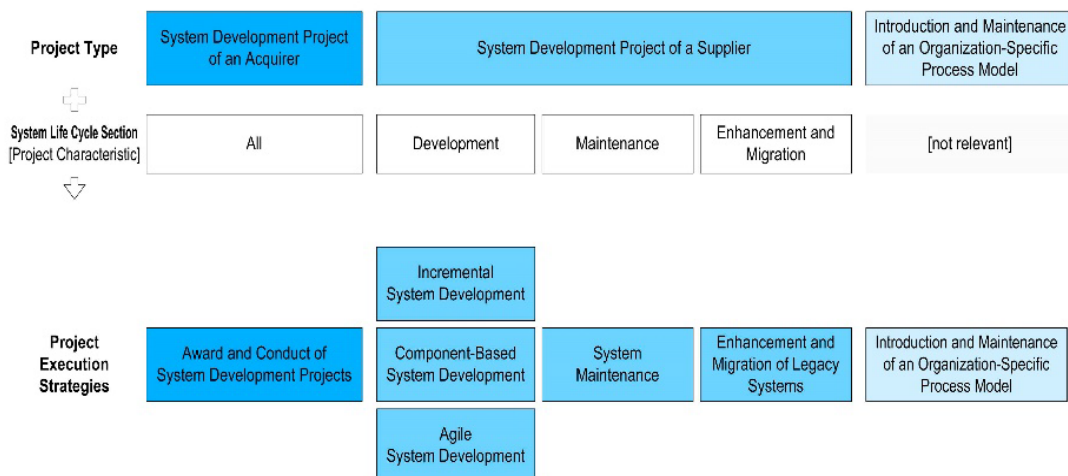 Project Type
System Development Project
of an Acquirer
System Development Project of a Supplier
Introduction and Maintenance
of an Organization-Specific
Process Model
System Life Cycle Section
[Project Characteristic]
All
Development
Maintenance
Enhancement and
Migration
[not relevant]
Incremental
System Development
Project
Execution
Strategies
Award and Conduct of
System Development Projects
Component-Based
System Development
System
Maintenance
Enhancement and
Migration of Legacy
Systems
Introduction and Maintenance
of an Organization-Specific
Process Model
Agile
System Development